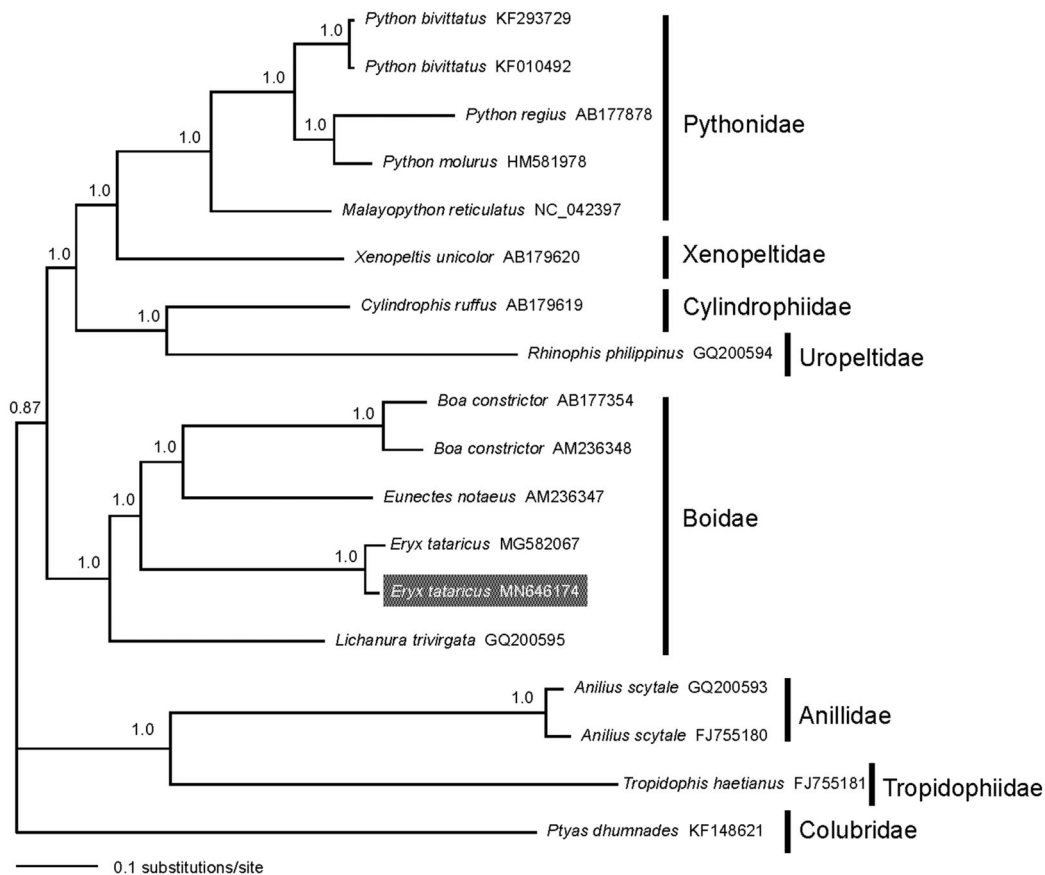 1.0
Python bivittatus KF293729
1.0
Python bivittatus KF010492
1.0
Python regius AB177878
Pythonidae
1.0
Python molurus HM581978
1.0
Malayopython reticulatus NC_042397
1.0
Xenopeltis unicolor AB179620
Xenopeltidae
1.0
Cylindrophis ruffus AB179619
Cylindrophiidae
Rhinophis philippinus GQ200594
Uropeltidae
0.87
1.0
Boa constrictor AB177354
1.0
Boa constrictor AM236348
1.0
Eunectes notaeus AM236347
Boidae
1.0
Eryx tataricus MG582067
1.0
Eryx tataricus MN646174
Lichanura trivirgata GQ200595
1.0
Anilius scytale GQ200593
1.0
Anillidae
Anilius scytale FJ755180
Tropidophis haetianus FJ755181
Tropidophiidae
Ptyas dhumnades KF148621
Colubridae
0.1 substitutions/site